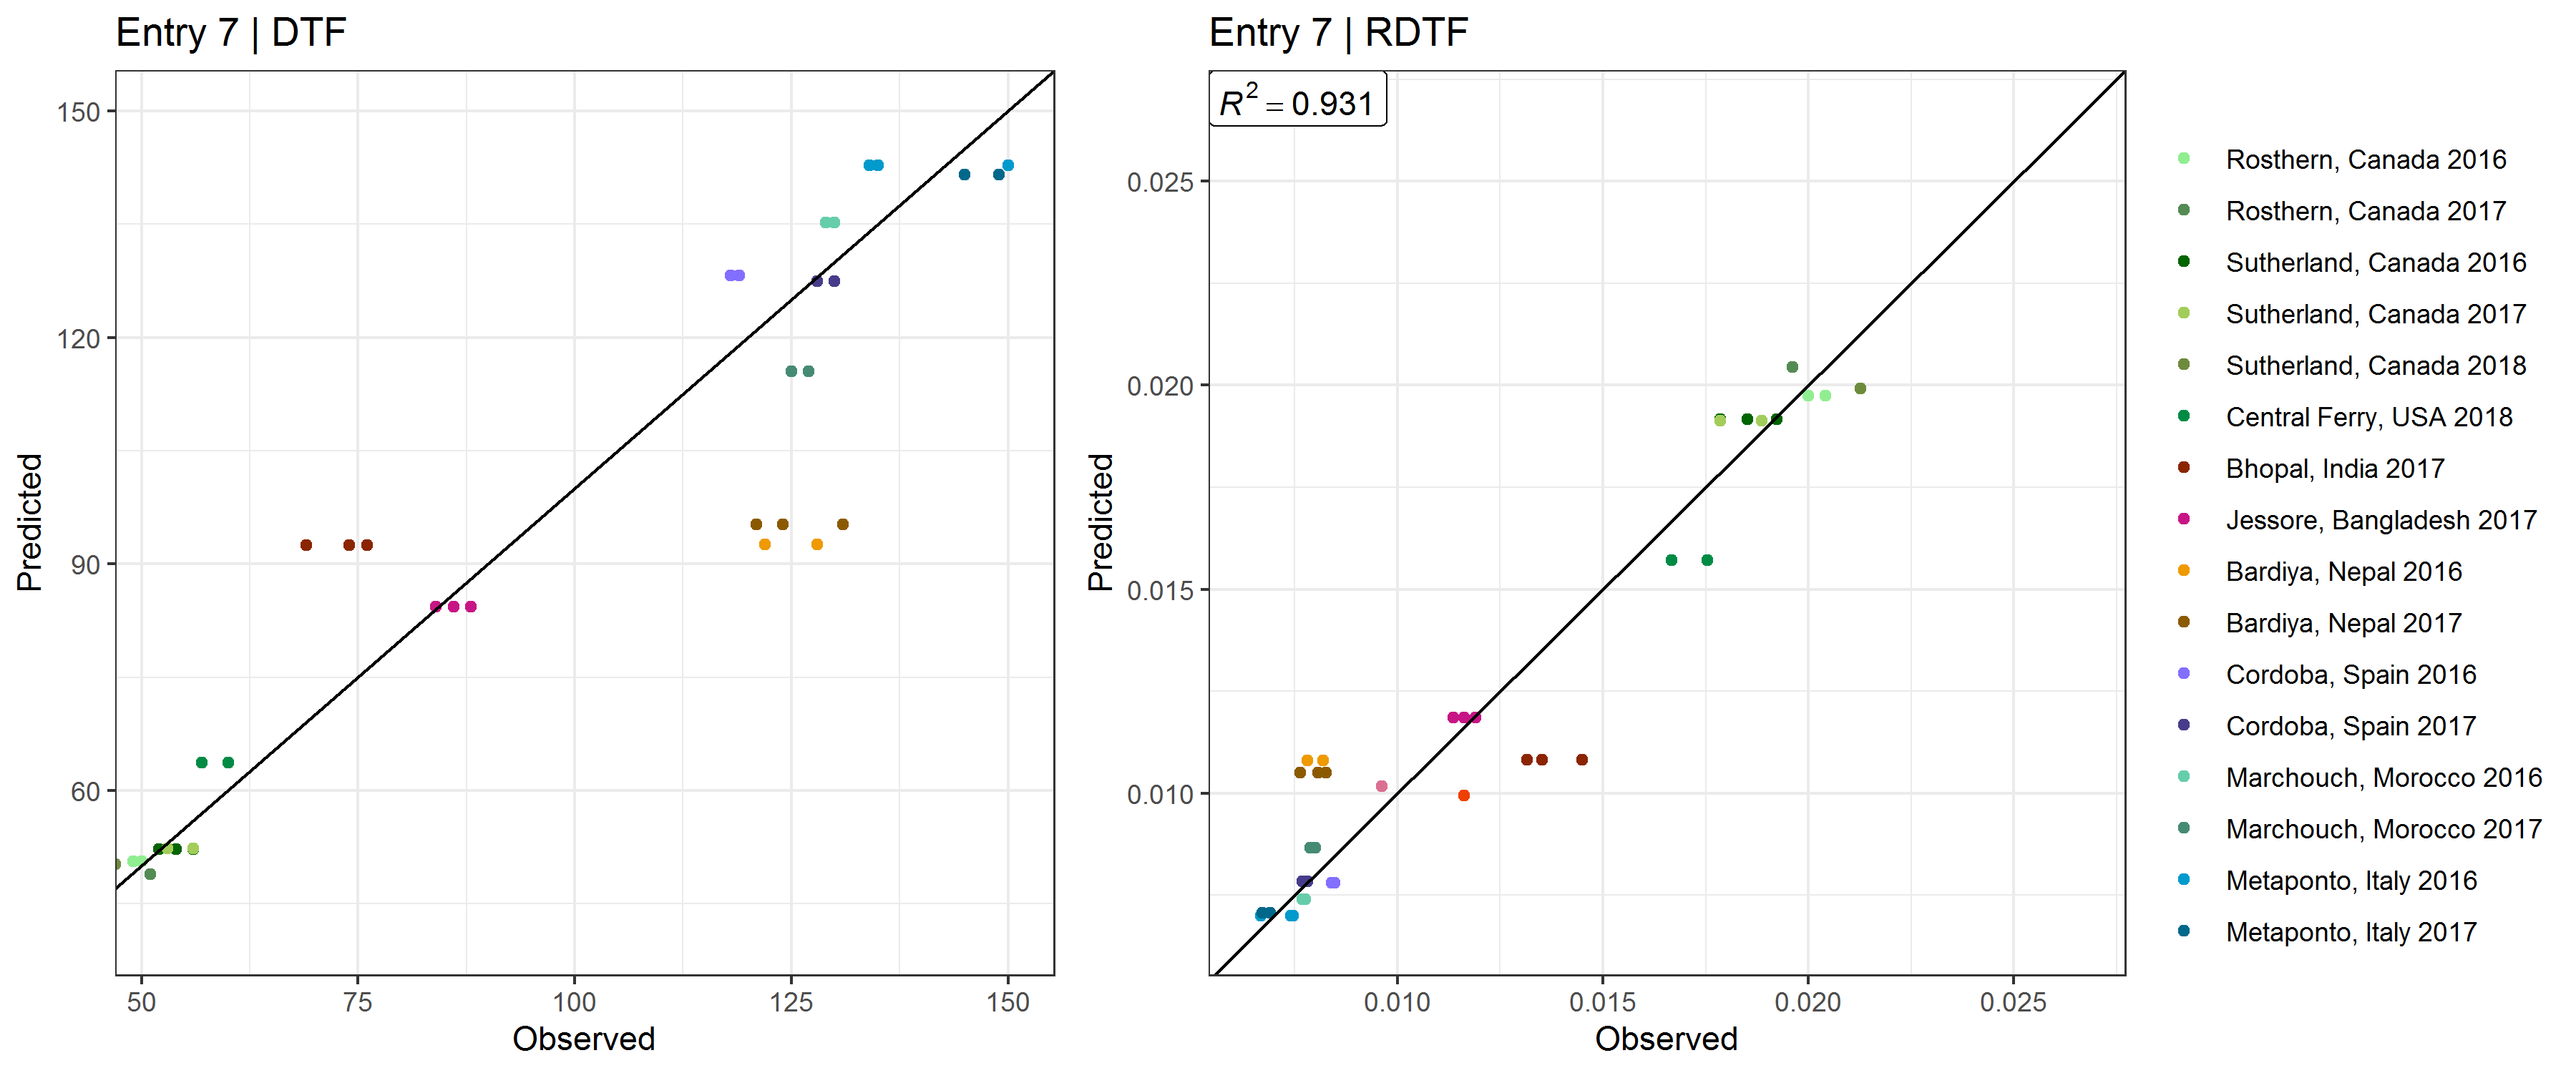 Entry 7 | DTF
150
120
90
60
Predicted
50 75 100 125 150
Observed
Entry 7 | RDTF
R² = 0.931
0.025
0.020
0.015
0.010
Predicted
0.010 0.015 0.020 0.025
Observed
Rosthern, Canada 2016
Rosthern, Canada 2017
Sutherland, Canada 2016
Sutherland, Canada 2017
Sutherland, Canada 2018
Central Ferry, USA 2018
Bhopal, India 2017
Jessore, Bangladesh 2017
Bardiya, Nepal 2016
Bardiya, Nepal 2017
Cordoba, Spain 2016
Cordoba, Spain 2017
Marchouch, Morocco 2016
Marchouch, Morocco 2017
Metaponto, Italy 2016
Metaponto, Italy 2017